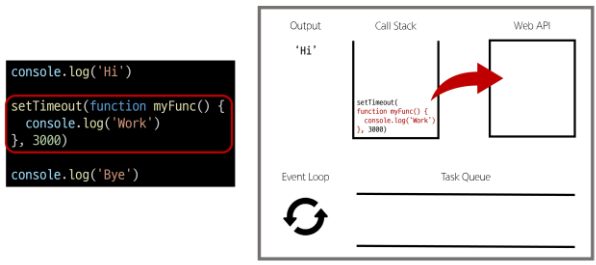 console.log('Hi')
setTimeout(function myFunc() {
console.log('Work')
}, 3000)
console.log('Bye')
Output
Call Stack
Web API
'Hi'
setTimeout(
function myFunc() {
console.log('Work')
}, 3000)
Event Loop
Task Queue